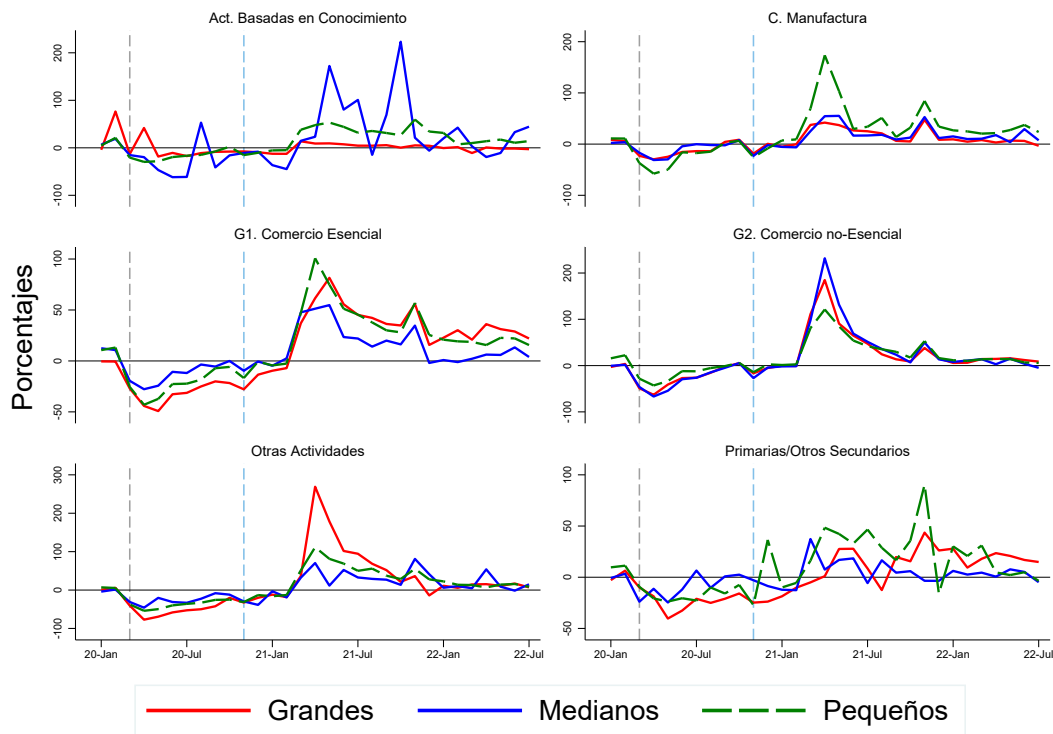 Act. Basadas en Conocimiento
200
100
0
-100
C. Manufactura
200
100
0
-100
G1. Comercio Esencial
100
50
0
-50
G2. Comercio no-Esencial
200
100
0
-100
Porcentajes
Otras Actividades
300
200
100
0
-100
20-Jan 20-Jul 21-Jan 21-Jul 22-Jan 22-Jul
Primarias/Otros Secundarios
100
50
0
-50
20-Jan 20-Jul 21-Jan 21-Jul 22-Jan 22-Jul
Grandes Medianos Pequeños